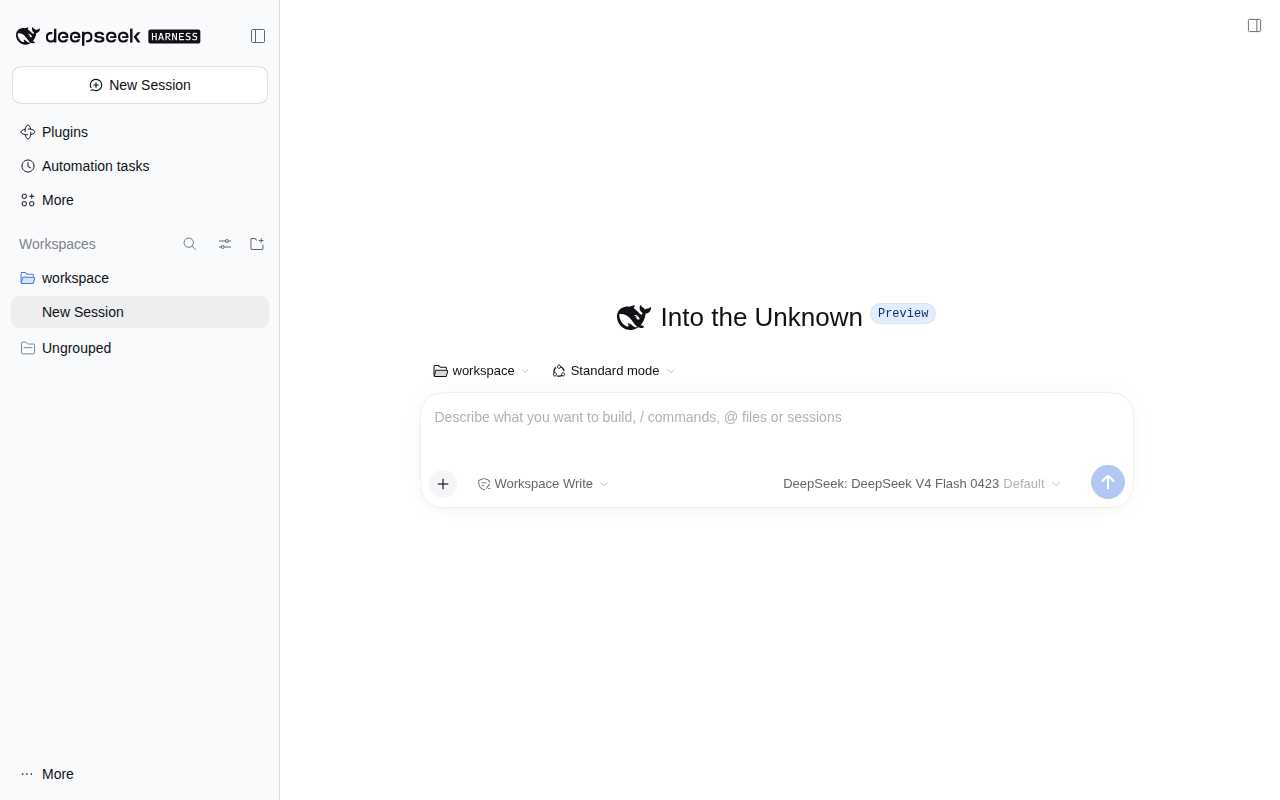 deepseek HARNESS
New Session
Plugins
Automation tasks
More
Workspaces
workspace
New Session
Ungrouped
More
Into the Unknown Preview
workspace Standard mode
Describe what you want to build, / commands, @ files or sessions
Workspace Write DeepSeek: DeepSeek V4 Flash 0423 Default